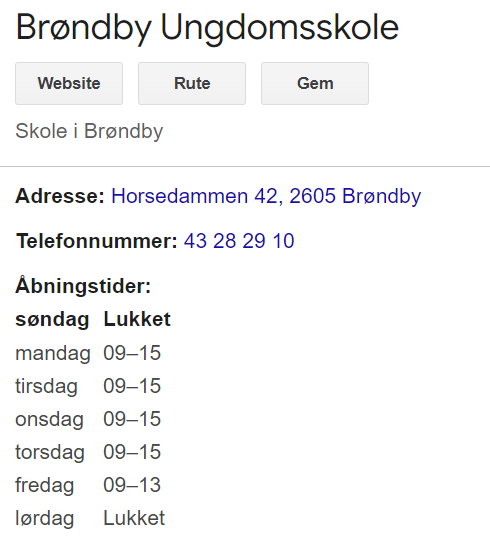 Brøndby Ungdomsskole
Website Rute Gem
Skole i Brøndby
Adresse: Horsedammen 42, 2605 Brøndby
Telefonnummer: 43 28 29 10
Åbningstider:
søndag Lukket
mandag 09–15
tirsdag 09–15
onsdag 09–15
torsdag 09–15
fredag 09–13
lørdag Lukket